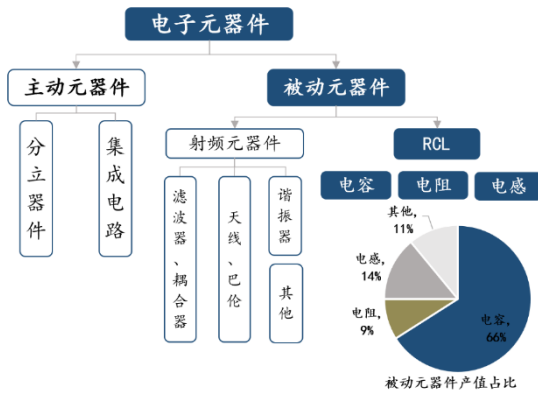 电子元器件
主动元器件
被动元器件
分立器件
集成电路
射频元器件
RCL
滤波器、耦合器
天线、巴伦
谐振器
其他
电容
电阻
电感
其他，
11%
电感，
14%
电阻，
9%
电容，
66%
被动元器件产值占比